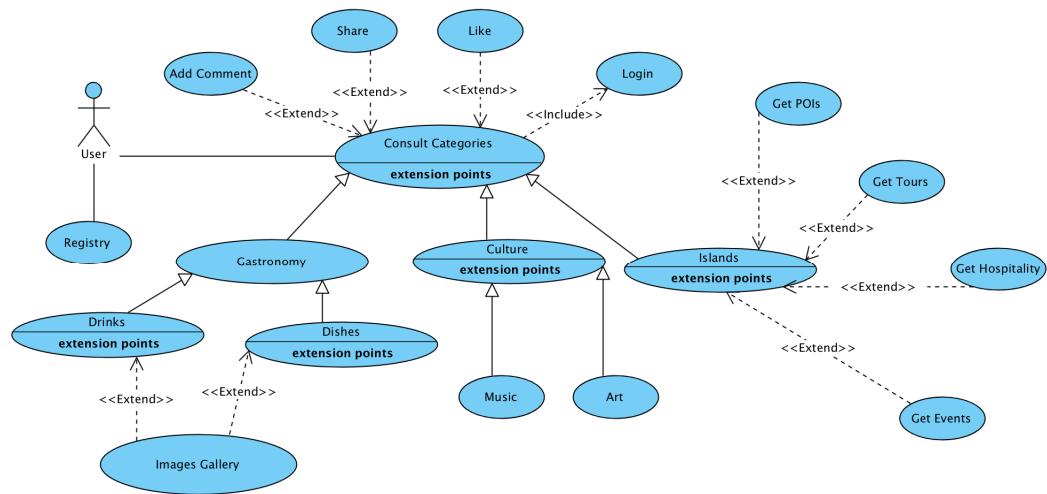 Share
Like
Add Comment
Login
<<Extend>>
<<Extend>>
<<Extend>>
<<Include>>
Get POIs
User
Consult Categories
extension points
<<Extend>>
Get Tours
Registry
<<Extend>>
Gastronomy
Culture
extension points
Islands
extension points
Get Hospitality
<<Extend>>
Drinks
extension points
Dishes
extension points
<<Extend>>
<<Extend>>
<<Extend>>
Music
Art
Get Events
Images Gallery